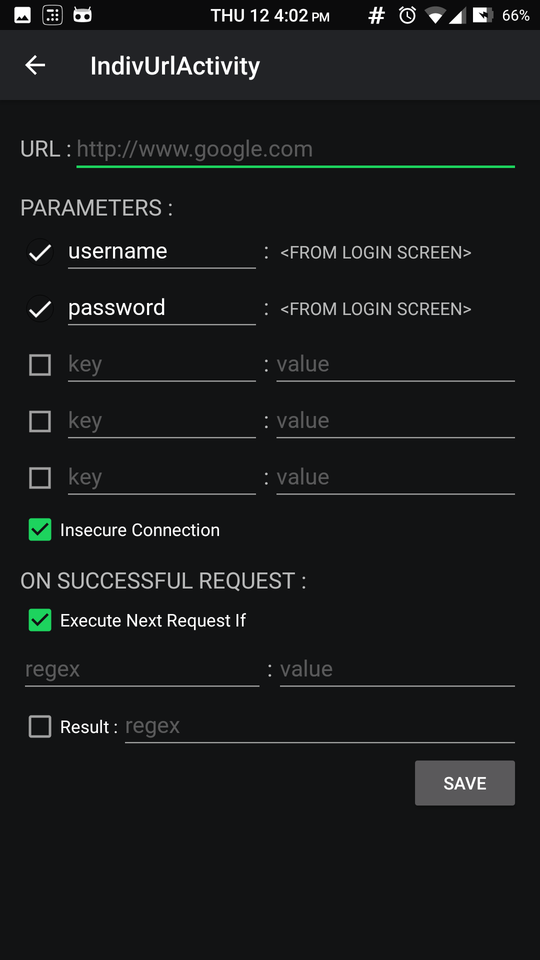 THU 12 4:02 PM # 66%
IndivUrlActivity
URL : http://www.google.com
PARAMETERS :
username : <FROM LOGIN SCREEN>
password : <FROM LOGIN SCREEN>
key : value
key : value
key : value
Insecure Connection
ON SUCCESSFUL REQUEST :
Execute Next Request If
regex : value
Result : regex
SAVE